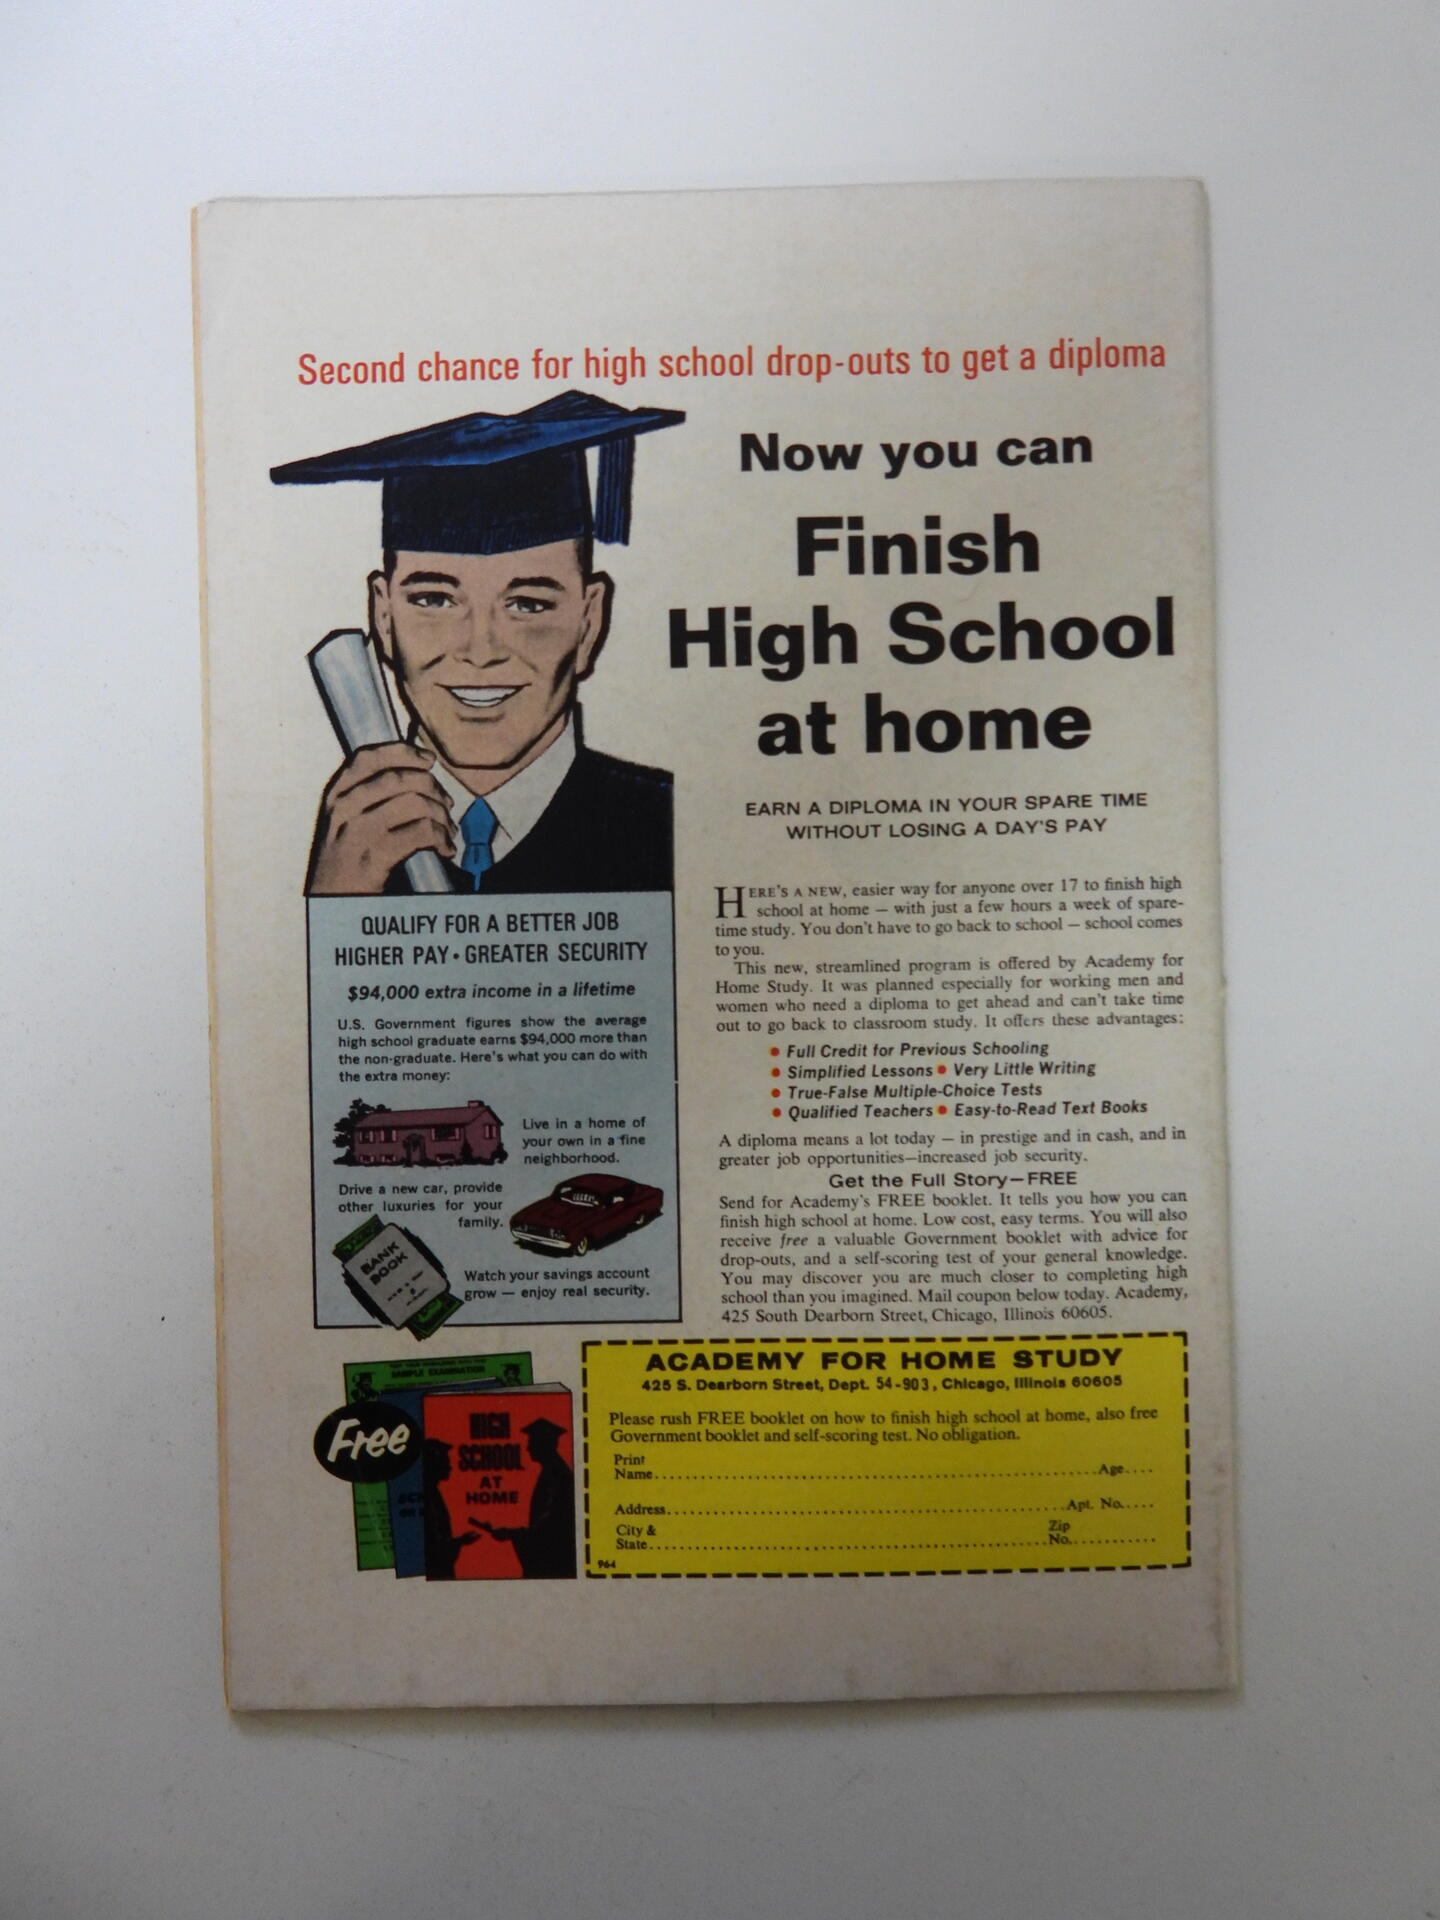 Second chance for high school drop-outs to get a diploma
Now you can
Finish
High School
at home
EARN A DIPLOMA IN YOUR SPARE TIME
WITHOUT LOSING A DAY'S PAY
HERE'S A NEW, easier way for anyone over 17 to finish high
school at home — with just a few hours a week of spare-
time study. You don't have to go back to school — school comes
to you.
This new, streamlined program is offered by Academy for
Home Study. It was planned especially for working men and
women who need a diploma to get ahead and can't take time
out to go back to classroom study. It offers these advantages:
• Full Credit for Previous Schooling
• Simplified Lessons • Very Little Writing
• True-False Multiple-Choice Tests
• Qualified Teachers • Easy-to-Read Text Books
A diploma means a lot today — in prestige and in cash, and in
greater job opportunities—increased job security.
Get the Full Story—FREE
Send for Academy's FREE booklet. It tells you how you can
finish high school at home. Low cost, easy terms. You will also
receive free a valuable Government booklet with advice for
drop-outs, and a self-scoring test of your general knowledge.
You may discover you are much closer to completing high
school than you imagined. Mail coupon below today. Academy,
425 South Dearborn Street, Chicago, Illinois 60605.
QUALIFY FOR A BETTER JOB
HIGHER PAY • GREATER SECURITY
$94,000 extra income in a lifetime
U.S. Government figures show the average
high school graduate earns $94,000 more than
the non-graduate. Here's what you can do with
the extra money:
Live in a home of
your own in a fine
neighborhood.
Drive a new car, provide
other luxuries for your
family.
BANK
BOOK
Watch your savings account
grow — enjoy real security.
SAMPLE EXAMINATION
Free
HIGH
SCHOOL
AT
HOME
ACADEMY FOR HOME STUDY
425 S. Dearborn Street, Dept. 54-903, Chicago, Illinois 60605
Please rush FREE booklet on how to finish high school at home, also free
Government booklet and self-scoring test. No obligation.
Print
Name..........Age....
Address..........Apt. No.....
City & Zip
State..........No............
964